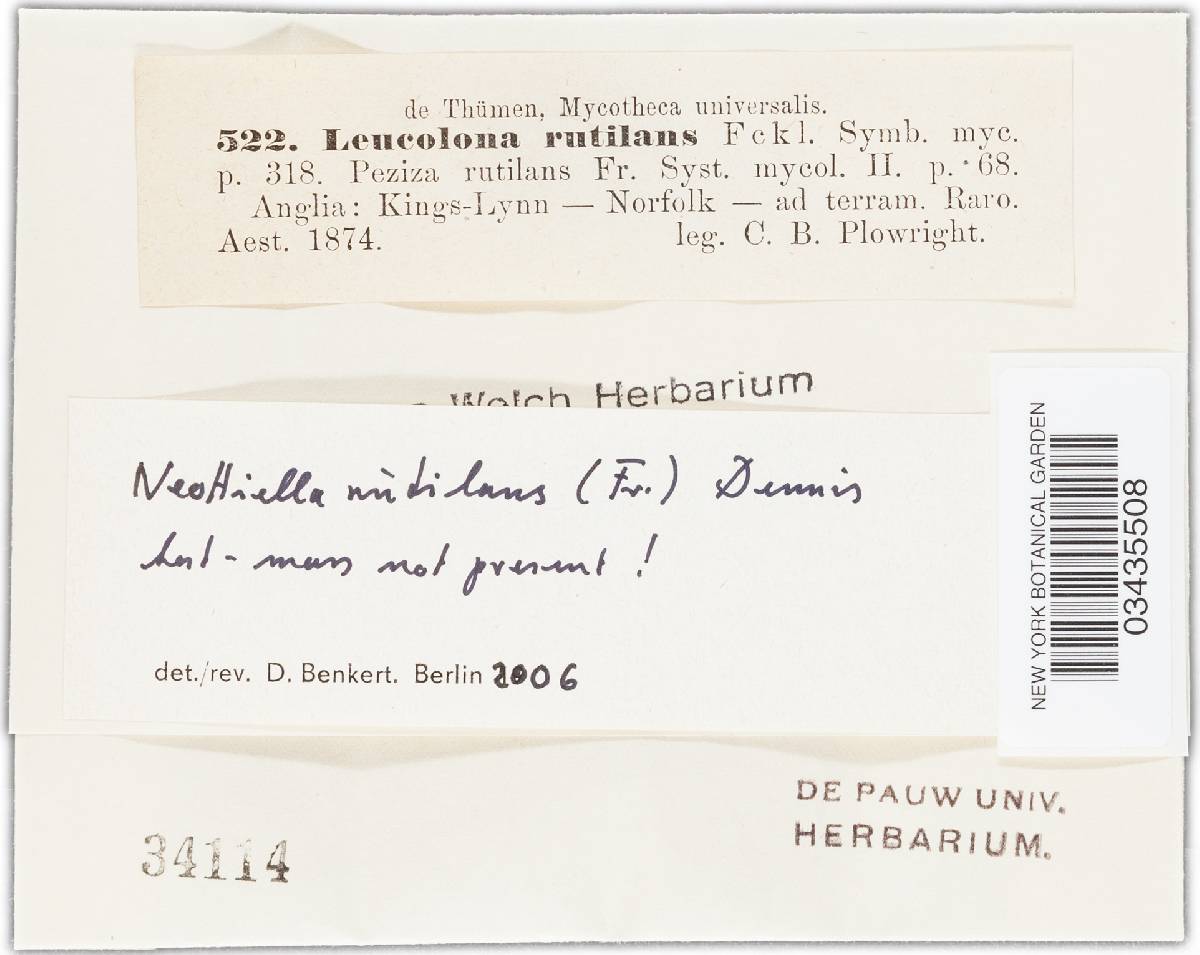 de Thümen, Mycotheca universalis.
522. Leucolona rutilans Fckl. Symb. myc.
p. 318. Peziza rutilans Fr. Syst. mycol. II. p. 68.
Anglia: Kings-Lynn — Norfolk — ad terram. Raro.
Aest. 1874. leg. C. B. Plowright.
Welch Herbarium
Neottiella rutilans (Fr.) Dennis
host-moss not present!
det./rev. D. Benkert. Berlin 2006
NEW YORK BOTANICAL GARDEN
03435508
DE PAUW UNIV.
HERBARIUM.
34114